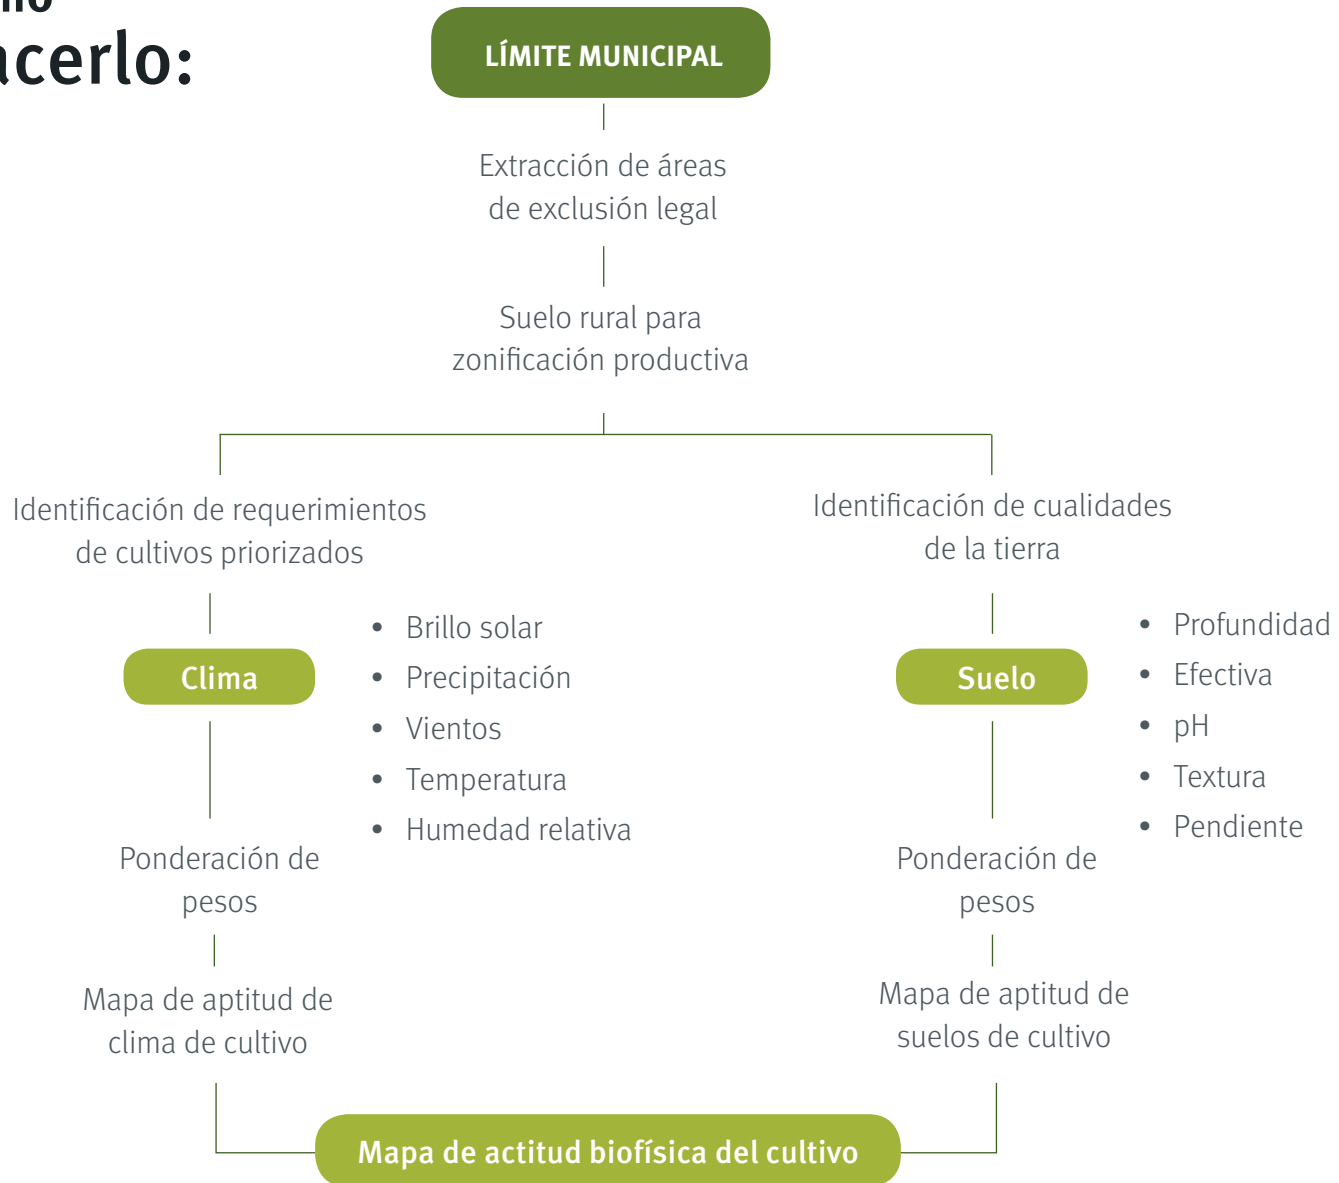 acerlo:
LÍMITE MUNICIPAL
Extracción de áreas
de exclusión legal
Suelo rural para
zonificación productiva
Identificación de requerimientos
de cultivos priorizados
Clima
• Brillo solar
• Precipitación
• Vientos
• Temperatura
• Humedad relativa
Ponderación de
pesos
Mapa de aptitud de
clima de cultivo
Identificación de cualidades
de la tierra
Suelo
• Profundidad
• Efectiva
• pH
• Textura
• Pendiente
Ponderación de
pesos
Mapa de aptitud de
suelos de cultivo
Mapa de actitud biofísica del cultivo